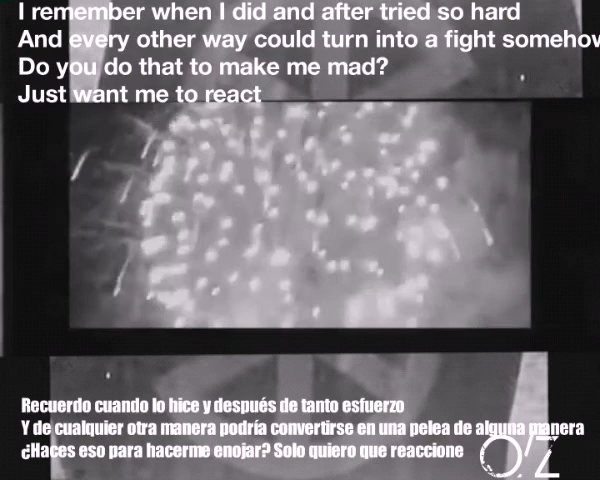 I remember when I did and after tried so hard
And every other way could turn into a fight somehow
Do you do that to make me mad?
Just want me to react
Recuerdo cuando lo hice y después de tanto esfuerzo
Y de cualquier otra manera podría convertirse en una pelea de alguna manera
¿Haces eso para hacerme enojar? Solo quiero que reaccione
O/Z